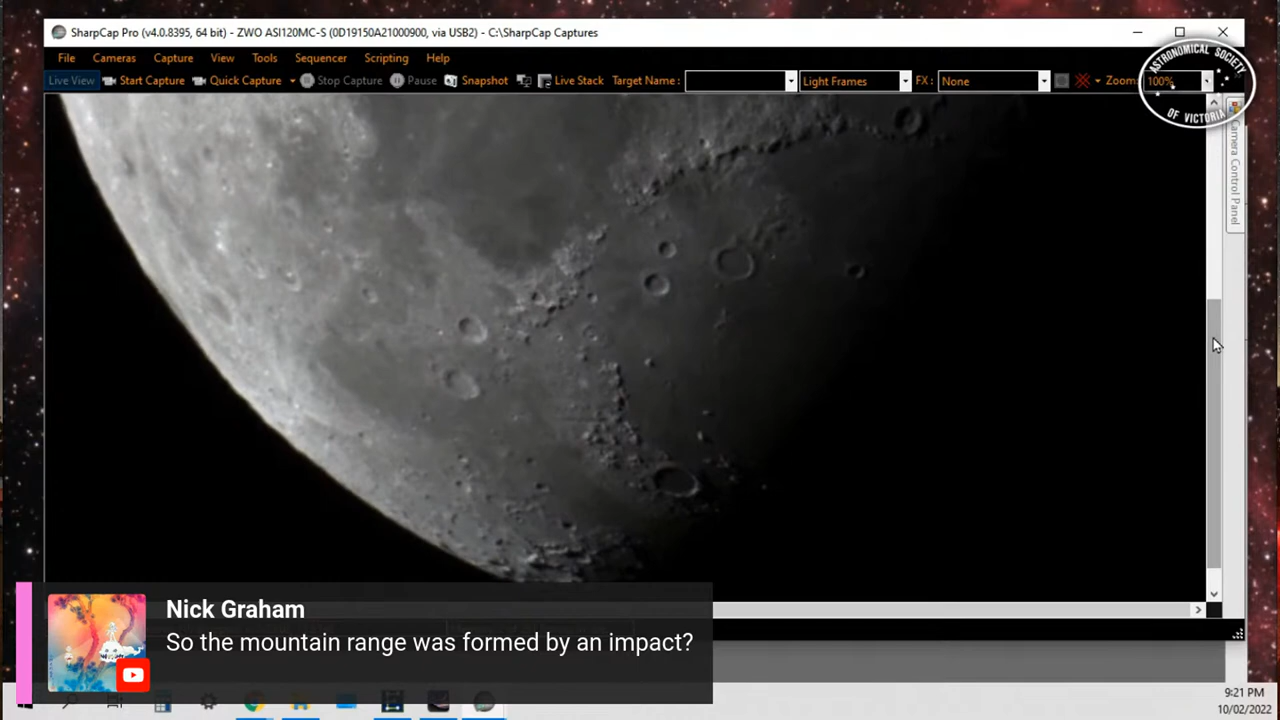 SharpCap Pro (v4.0.8395, 64 bit) - ZWO ASI120MC-S (0D19150A21000900, via USB2) - C:\SharpCap Captures
File Cameras Capture View Tools Sequencer Scripting Help
Live View Start Capture Quick Capture Stop Capture Pause Snapshot Live Stack Target Name : Light Frames FX : None Zoom: 100%
ASTRONOMICAL SOCIETY
OF VICTORIA
Camera Control Panel
Nick Graham
So the mountain range was formed by an impact?
9:21 PM
10/02/2022